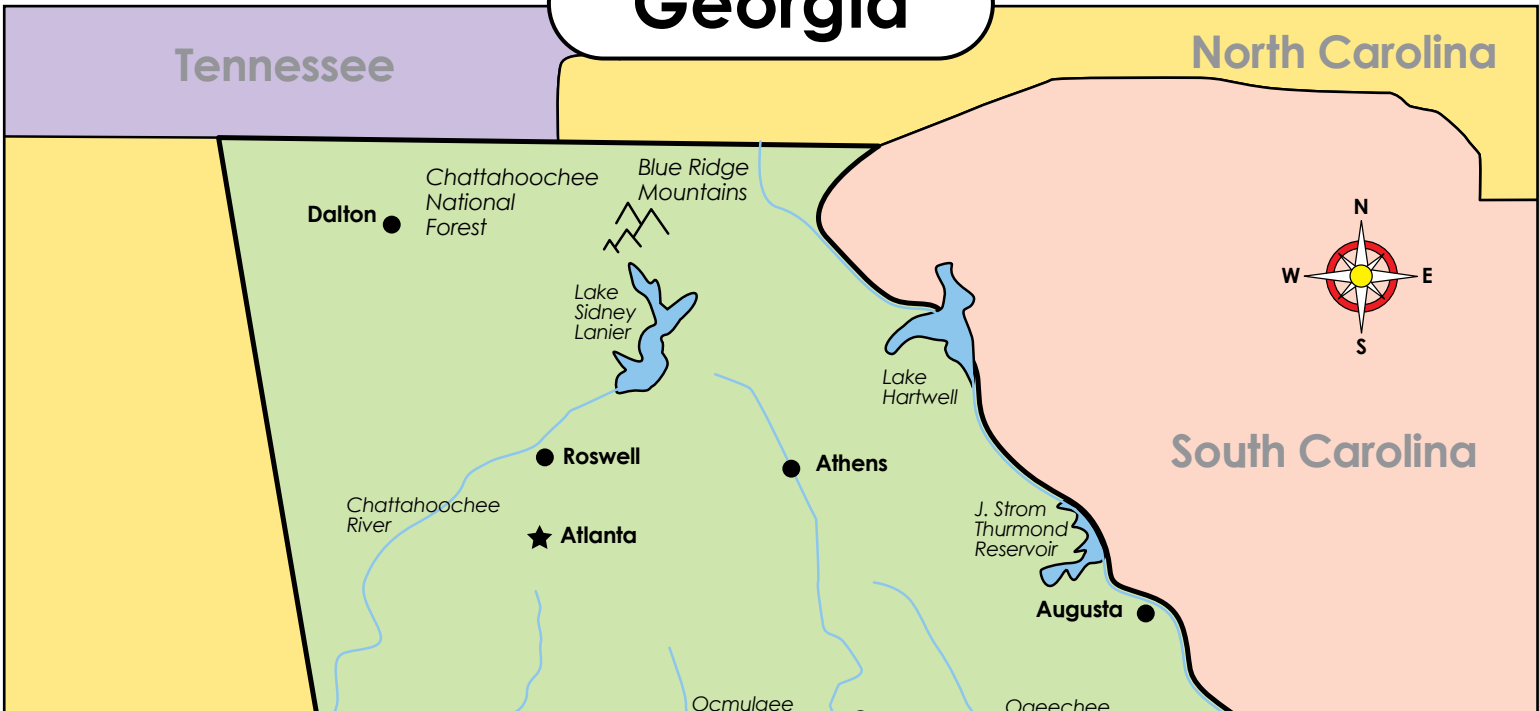 Georgia
Tennessee
North Carolina
Blue Ridge
Mountains
Chattahoochee
National
Forest
Dalton
N
W
E
S
Lake
Sidney
Lanier
Lake
Hartwell
South Carolina
Roswell
Athens
Chattahoochee
River
Atlanta
J. Strom
Thurmond
Reservoir
Augusta
Ocmulgee
Ogeechee